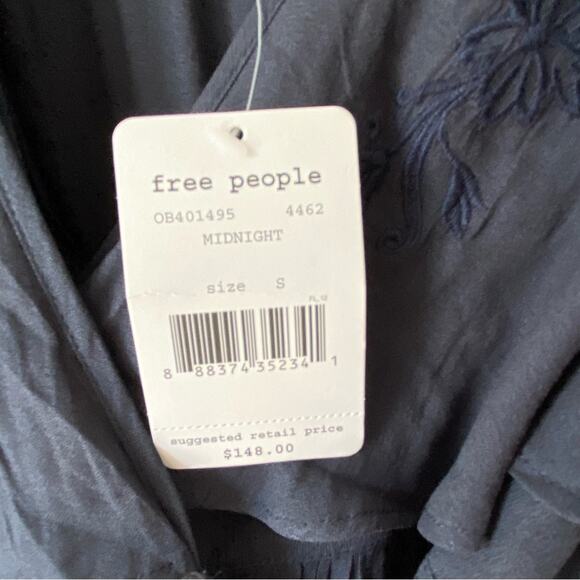 free people
OB401495 4462
MIDNIGHT
size S
8 88374 35234 1
suggested retail price
$148.00